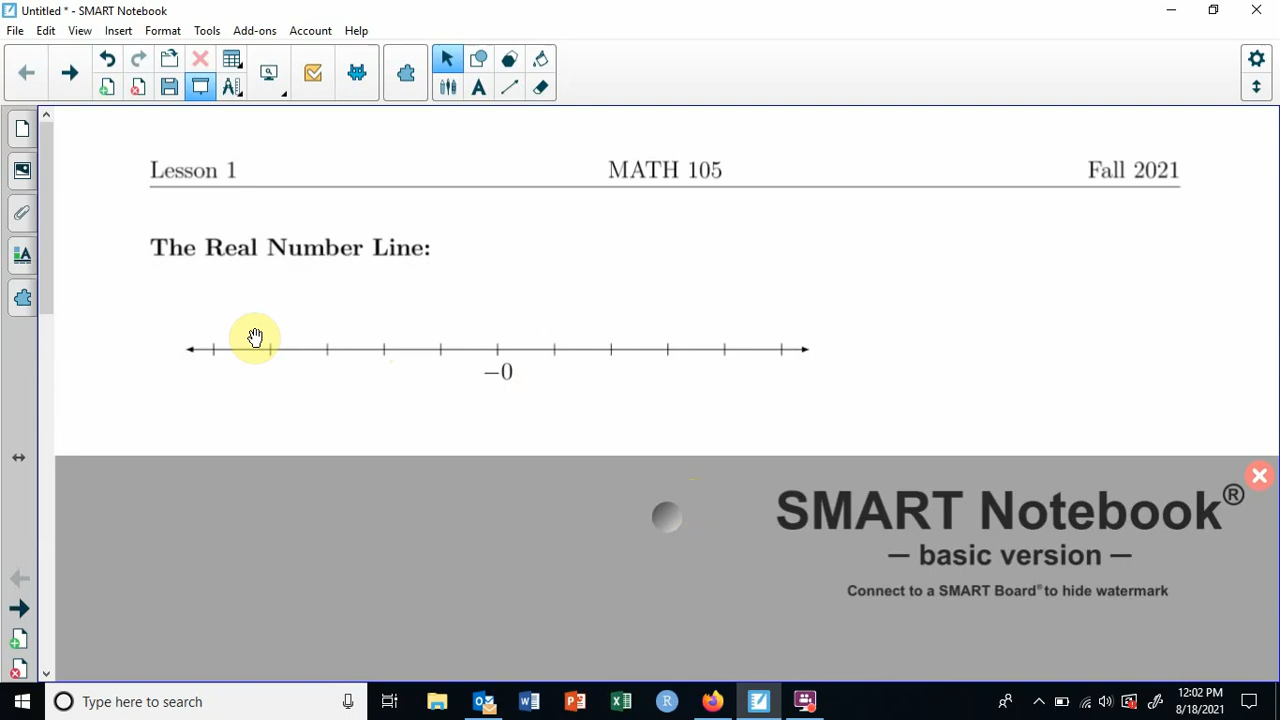 Untitled * - SMART Notebook
File Edit View Insert Format Tools Add-ons Account Help
Lesson 1 MATH 105 Fall 2021
The Real Number Line:
−0
SMART Notebook®
— basic version —
Connect to a SMART Board® to hide watermark
Type here to search
12:02 PM
8/18/2021